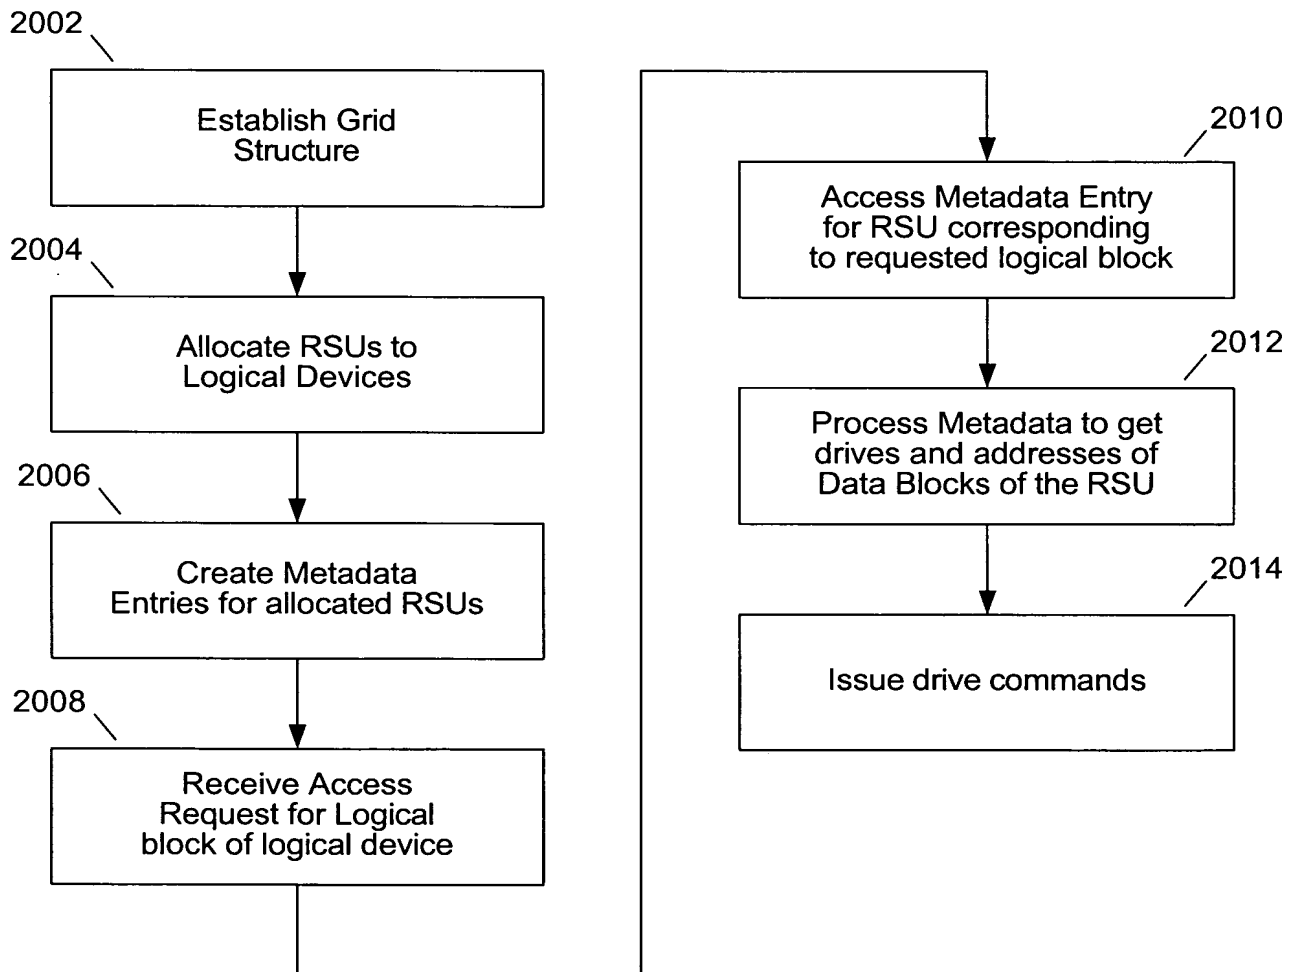 2002
Establish Grid
Structure
2004
Allocate RSUs to
Logical Devices
2006
Create Metadata
Entries for allocated RSUs
2008
Receive Access
Request for Logical
block of logical device
2010
Access Metadata Entry
for RSU corresponding
to requested logical block
2012
Process Metadata to get
drives and addresses of
Data Blocks of the RSU
2014
Issue drive commands